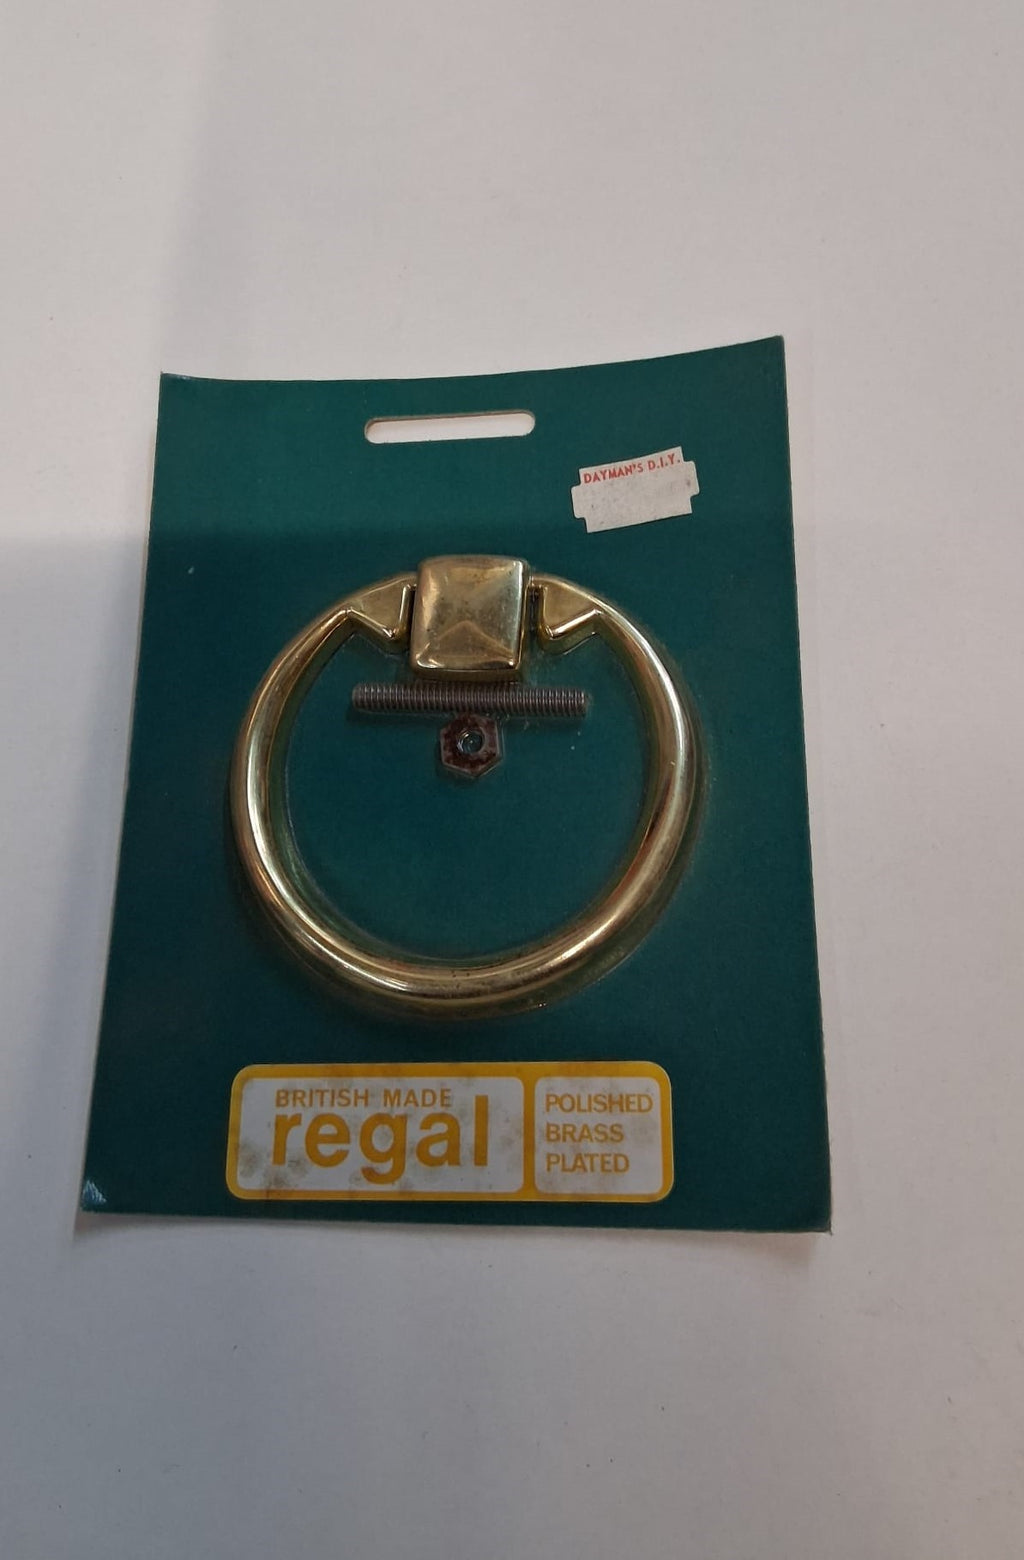 DAYMAN'S D.I.Y.
BRITISH MADE
regal
POLISHED
BRASS
PLATED